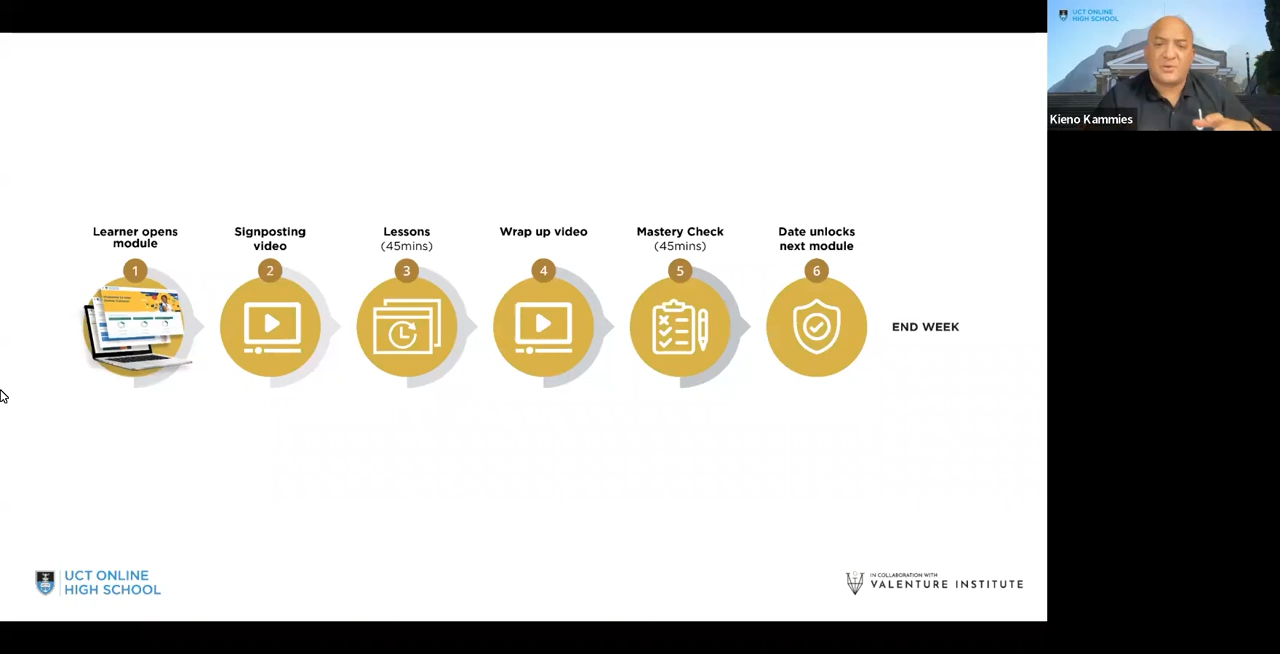 Learner opens
module
Signposting
video
Lessons
(45mins)
Wrap up video
Mastery Check
(45mins)
Date unlocks
next module
1
2
3
4
5
6
END WEEK
UCT ONLINE
HIGH SCHOOL
IN COLLABORATION WITH
VALENTURE INSTITUTE
UCT ONLINE
HIGH SCHOOL
Kieno Kammies